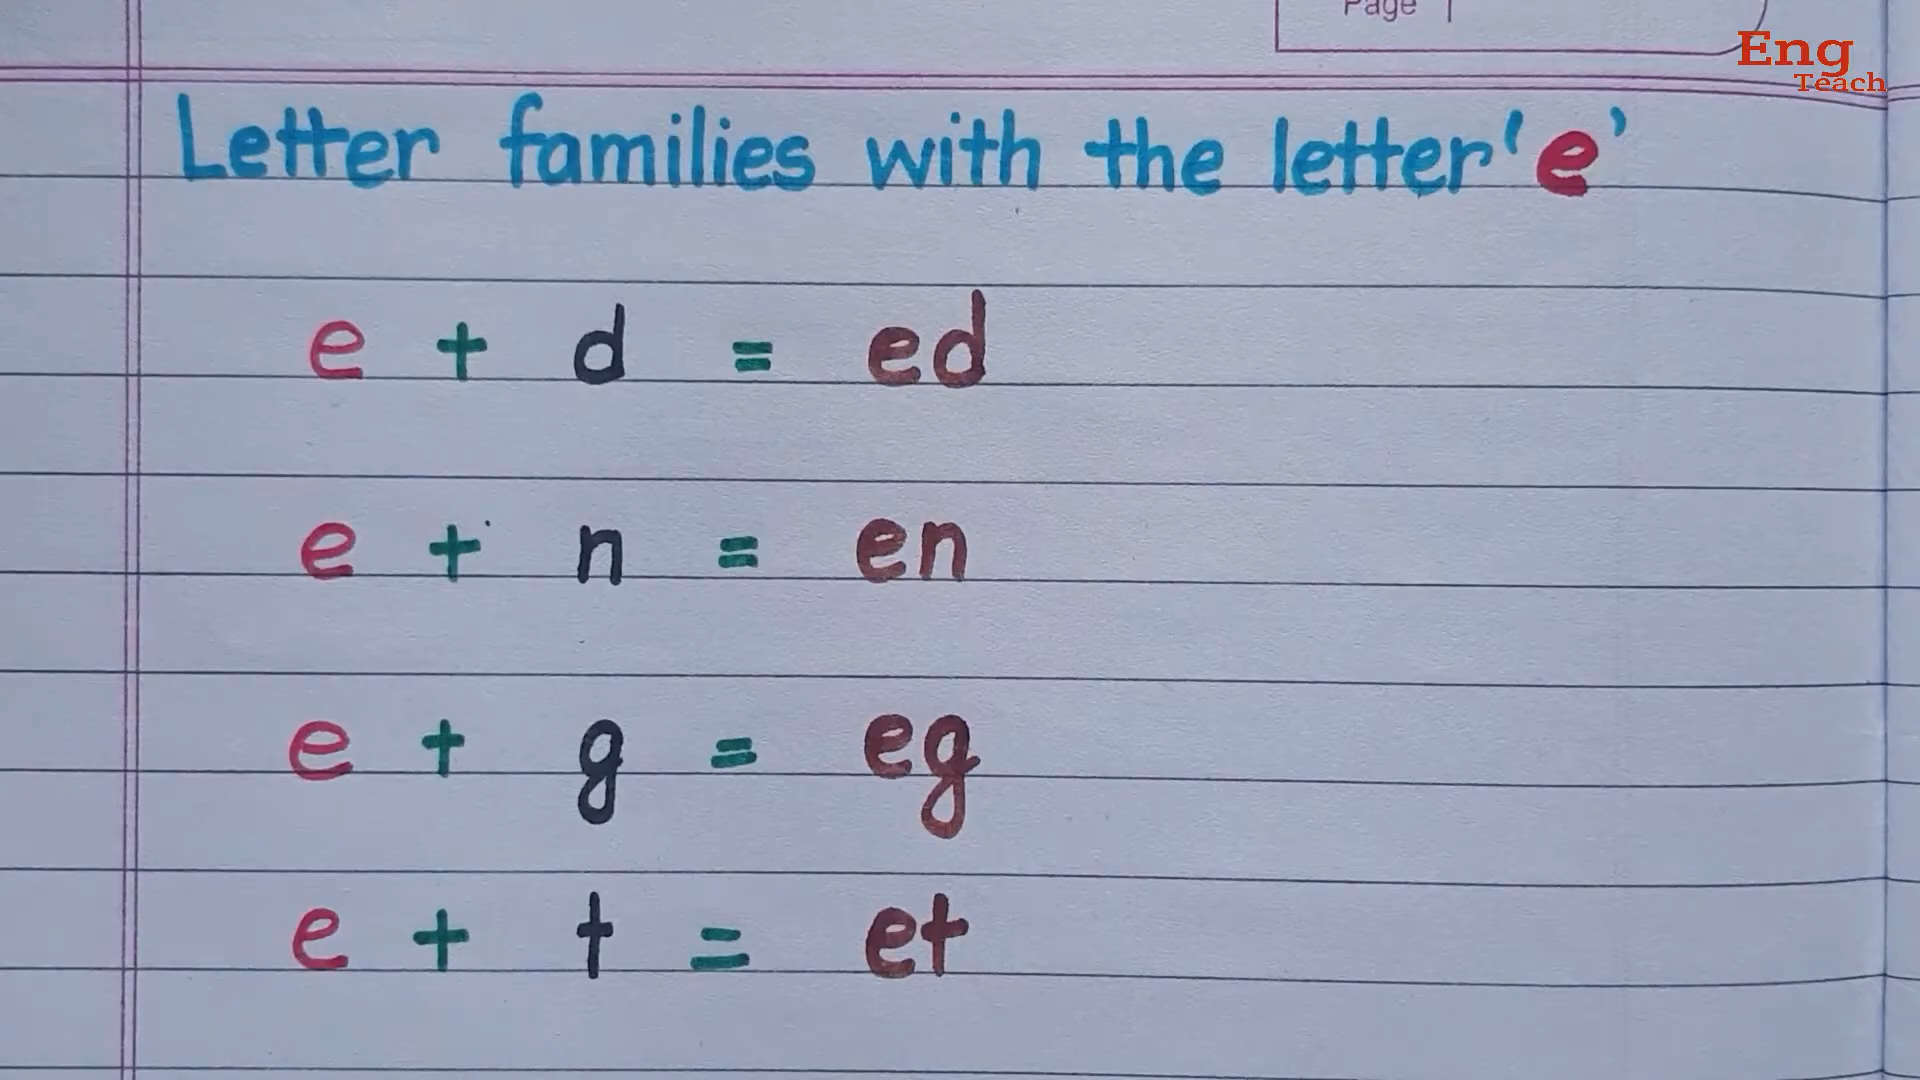 Page
Eng
Teach
Letter families with the letter 'e'
e + d = ed
e + n = en
e + g = eg
e + t = et